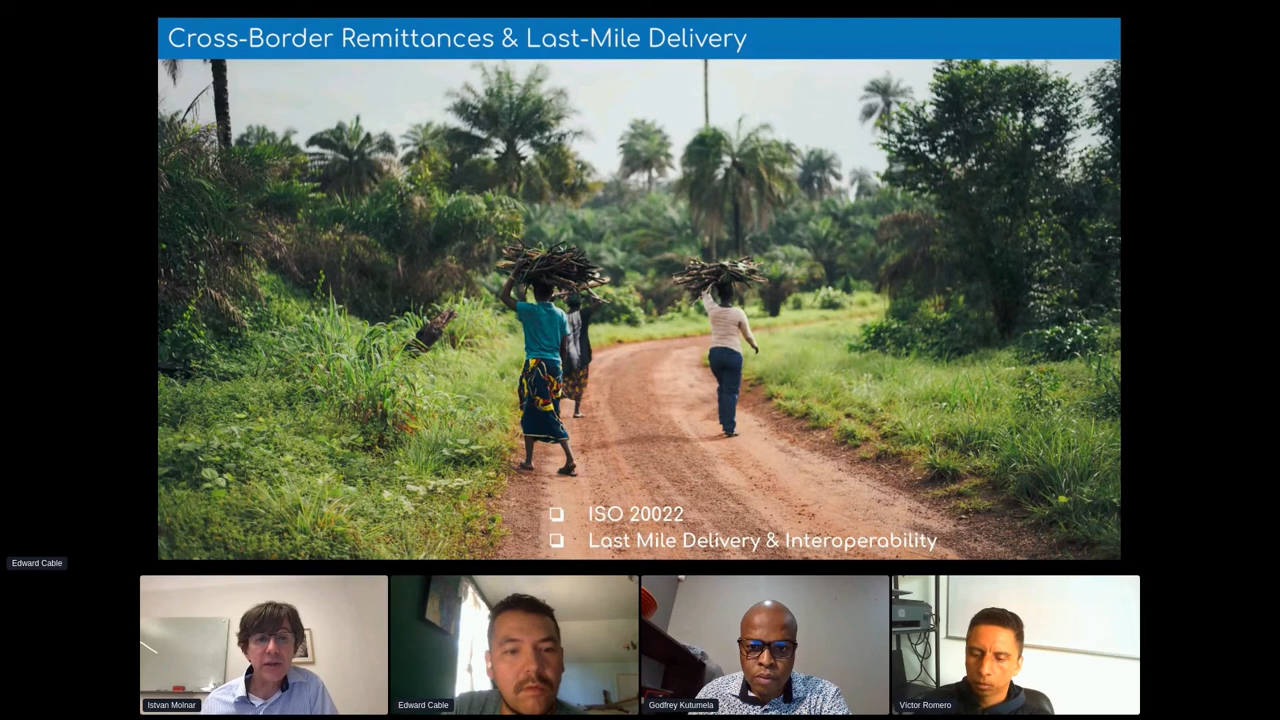 Cross-Border Remittances & Last-Mile Delivery
ISO 20022
Last Mile Delivery & Interoperability
Edward Cable
Istvan Molnar
Edward Cable
Godfrey Kutumela
Víctor Romero